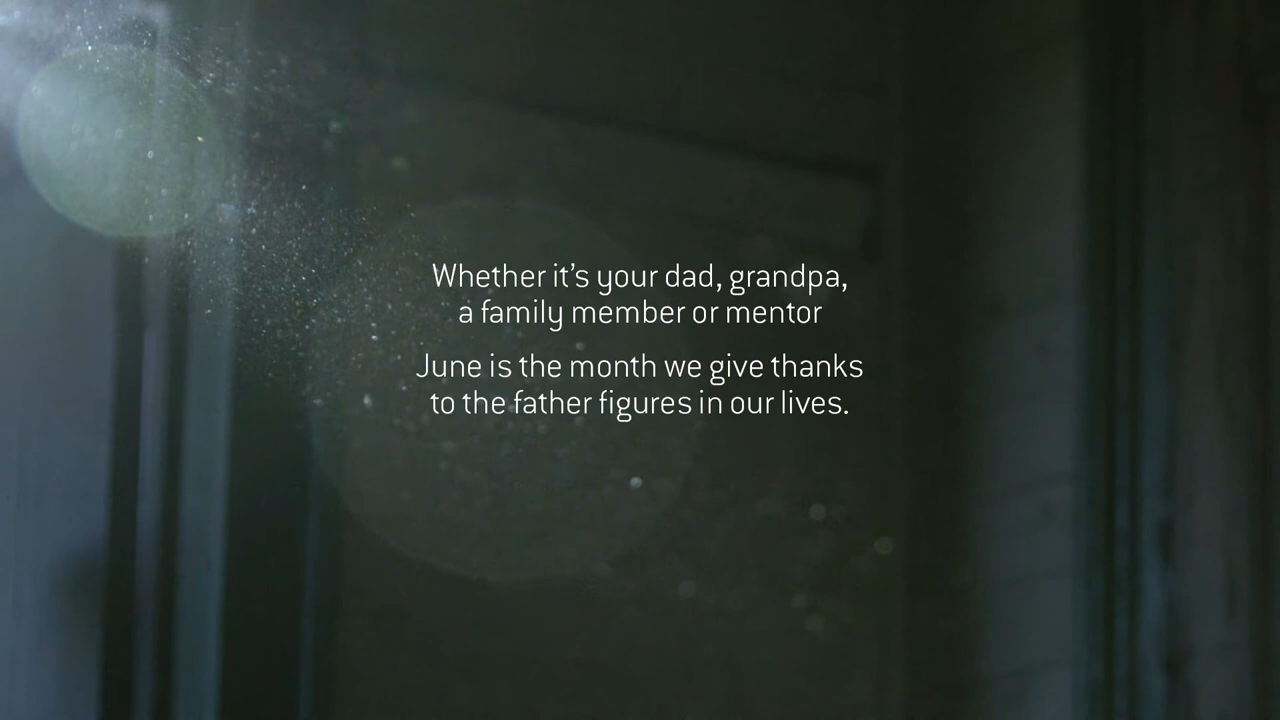 Whether it’s your dad, grandpa,
a family member or mentor
June is the month we give thanks
to the father figures in our lives.